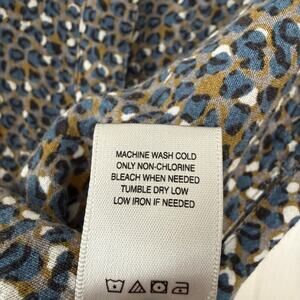 MACHINE WASH COLD
ONLY NON-CHLORINE
BLEACH WHEN NEEDED
TUMBLE DRY LOW
LOW IRON IF NEEDED